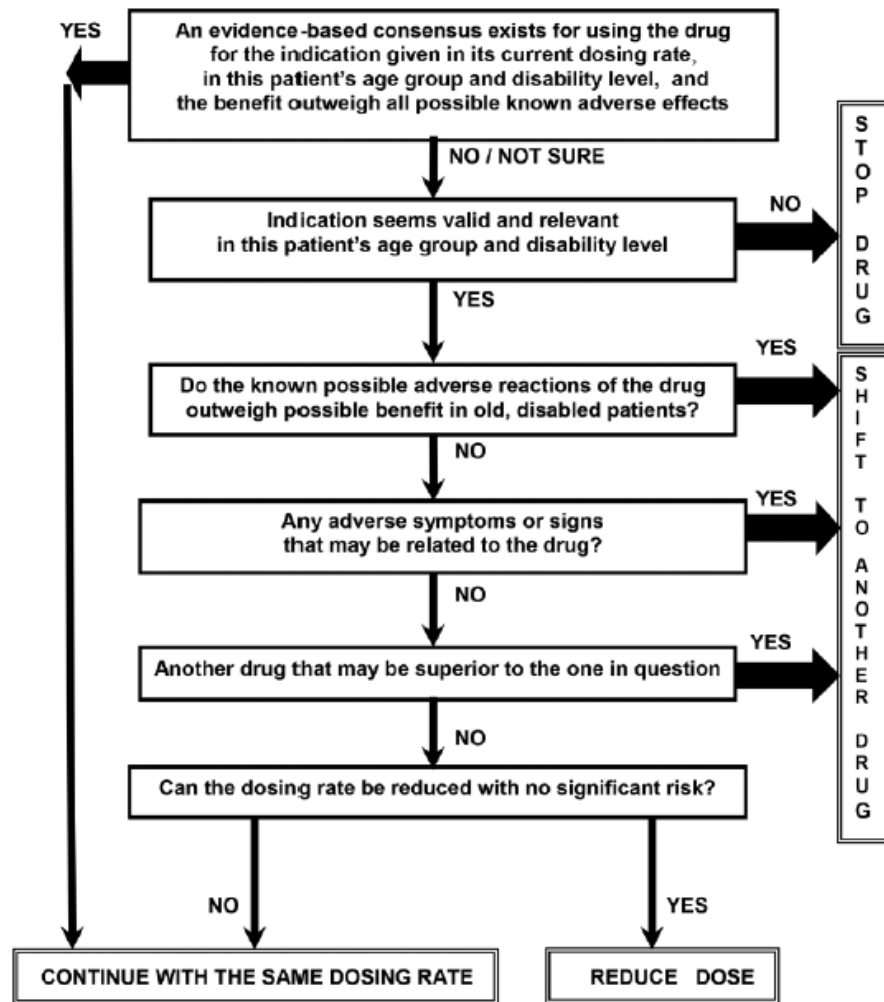 YES
An evidence-based consensus exists for using the drug
for the indication given in its current dosing rate,
in this patient's age group and disability level, and
the benefit outweigh all possible known adverse effects
NO / NOT SURE
Indication seems valid and relevant
in this patient's age group and disability level
NO
STOP DRUG
YES
Do the known possible adverse reactions of the drug
outweigh possible benefit in old, disabled patients?
YES
SHIFT TO ANOTHER DRUG
NO
Any adverse symptoms or signs
that may be related to the drug?
YES
NO
Another drug that may be superior to the one in question
YES
NO
Can the dosing rate be reduced with no significant risk?
NO
YES
CONTINUE WITH THE SAME DOSING RATE
REDUCE DOSE